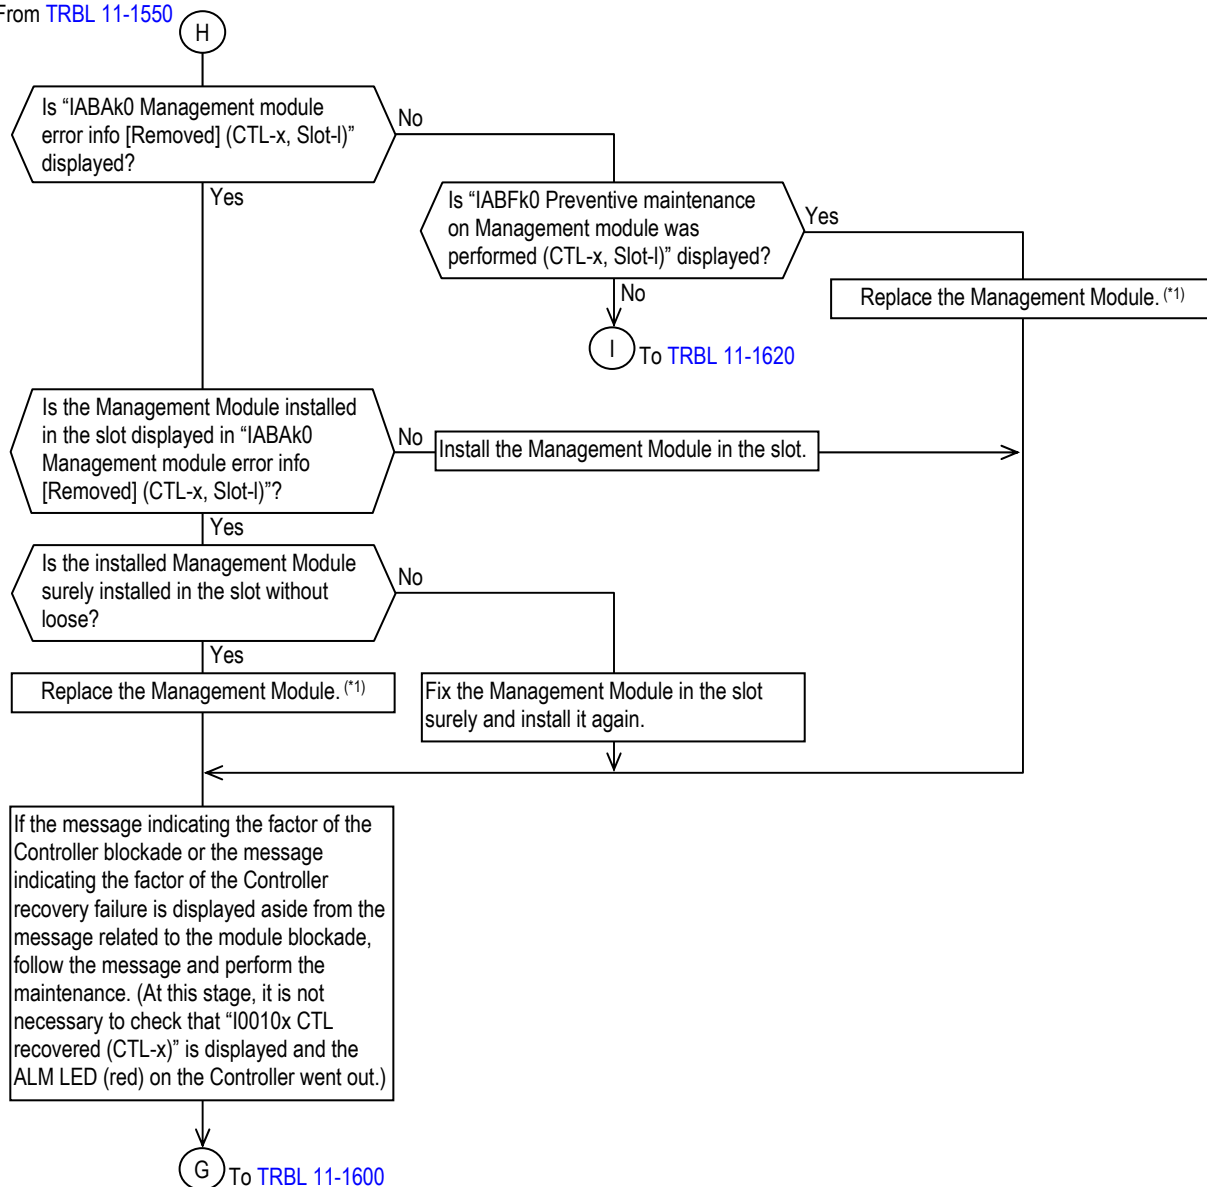 From TRBL 11-1550
H
Is “IABAk0 Management module
error info [Removed] (CTL-x, Slot-l)”
displayed?
No
Yes
Is “IABFk0 Preventive maintenance
on Management module was
performed (CTL-x, Slot-l)” displayed?
Yes
No
Replace the Management Module. (*1)
I
To TRBL 11-1620
Is the Management Module installed
in the slot displayed in “IABAk0
Management module error info
[Removed] (CTL-x, Slot-l)”?
No
Install the Management Module in the slot.
Yes
Is the installed Management Module
surely installed in the slot without
loose?
No
Yes
Replace the Management Module. (*1)
Fix the Management Module in the slot
surely and install it again.
If the message indicating the factor of the
Controller blockade or the message
indicating the factor of the Controller
recovery failure is displayed aside from the
message related to the module blockade,
follow the message and perform the
maintenance. (At this stage, it is not
necessary to check that “I0010x CTL
recovered (CTL-x)” is displayed and the
ALM LED (red) on the Controller went out.)
G
To TRBL 11-1600